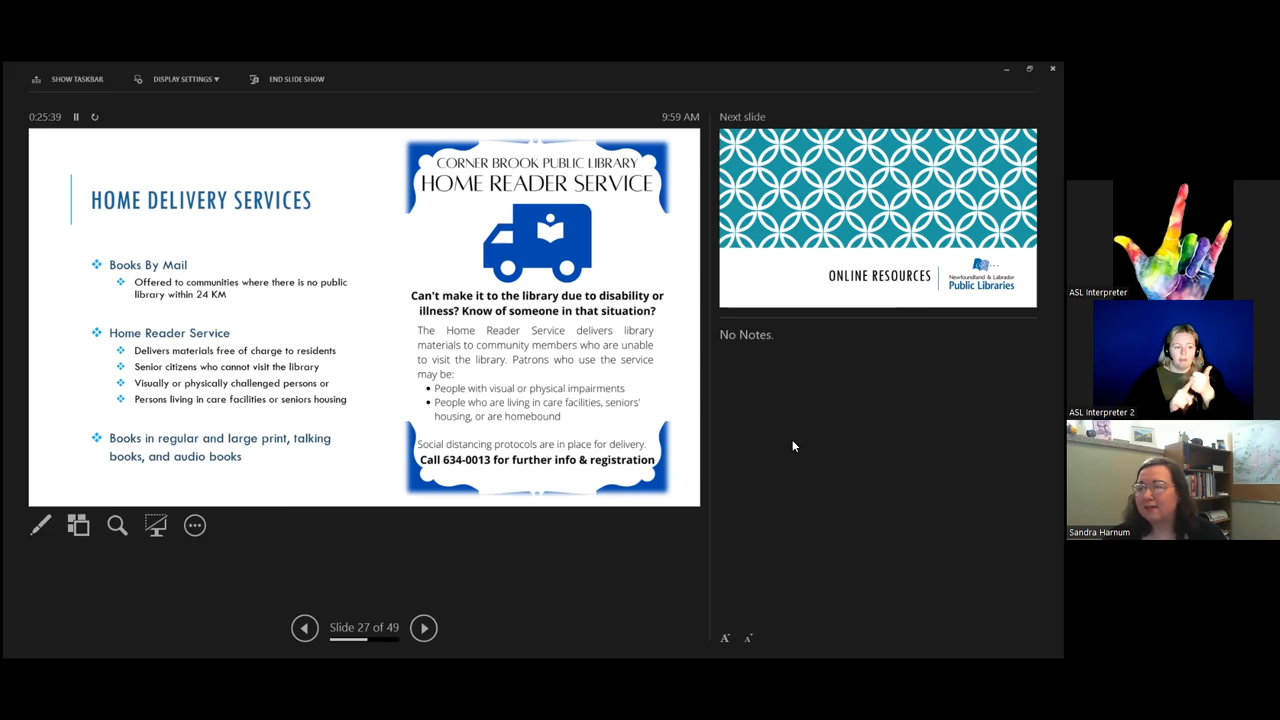 SHOW TASKBAR
DISPLAY SETTINGS ▾
END SLIDE SHOW
0:25:39
9:59 AM
HOME DELIVERY SERVICES
Books By Mail
Offered to communities where there is no public
library within 24 KM
Home Reader Service
Delivers materials free of charge to residents
Senior citizens who cannot visit the library
Visually or physically challenged persons or
Persons living in care facilities or seniors housing
Books in regular and large print, talking
books, and audio books
CORNER BROOK PUBLIC LIBRARY
HOME READER SERVICE
Can't make it to the library due to disability or
illness? Know of someone in that situation?
The Home Reader Service delivers library
materials to community members who are unable
to visit the library. Patrons who use the service
may be:
• People with visual or physical impairments
• People who are living in care facilities, seniors'
housing, or are homebound
Social distancing protocols are in place for delivery.
Call 634-0013 for further info & registration
Slide 27 of 49
Next slide
ONLINE RESOURCES
Newfoundland & Labrador
Public Libraries
No Notes.
A A
ASL Interpreter
ASL Interpreter 2
Sandra Harnum